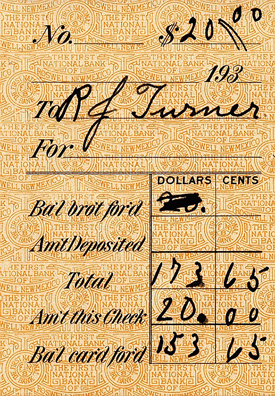 No. $20.00
193
To R J Turner
For
DOLLARS CENTS
Bal brot for'd
Amt Deposited
Total 173 65
Am't this Check 20. 00
Bal card for'd 153 65